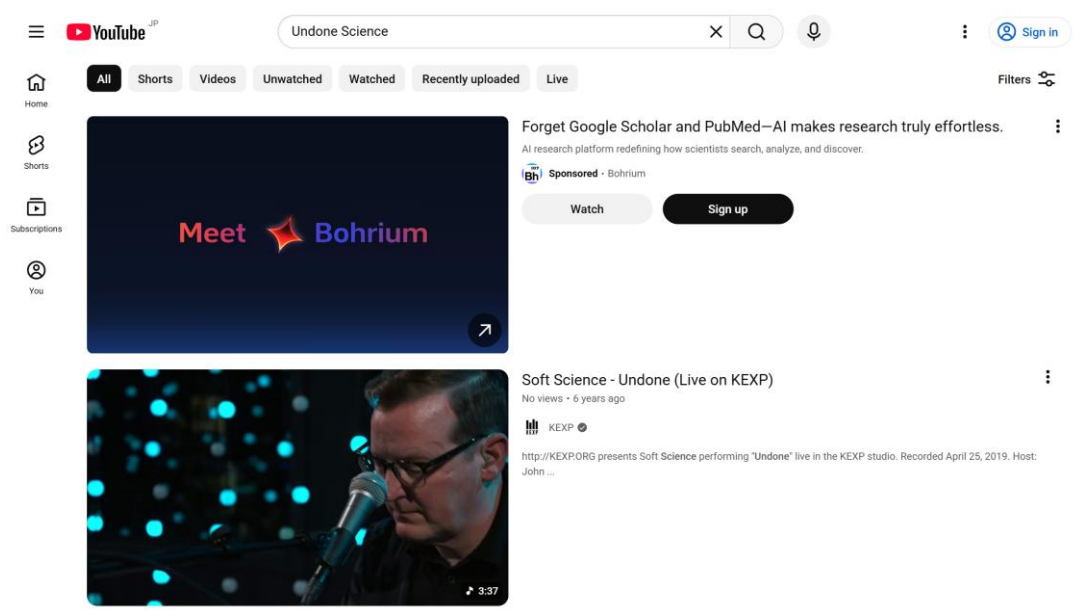 YouTube JP
Undone Science
Sign in
All
Shorts
Videos
Unwatched
Watched
Recently uploaded
Live
Filters
Home
Shorts
Subscriptions
You
Meet Bohrium
Forget Google Scholar and PubMed—AI makes research truly effortless.
AI research platform redefining how scientists search, analyze, and discover.
Bh Sponsored · Bohrium
Watch
Sign up
3:37
Soft Science - Undone (Live on KEXP)
No views • 6 years ago
KEXP KEXP
http://KEXP.ORG presents Soft Science performing "Undone" live in the KEXP studio. Recorded April 25, 2019. Host:
John ...